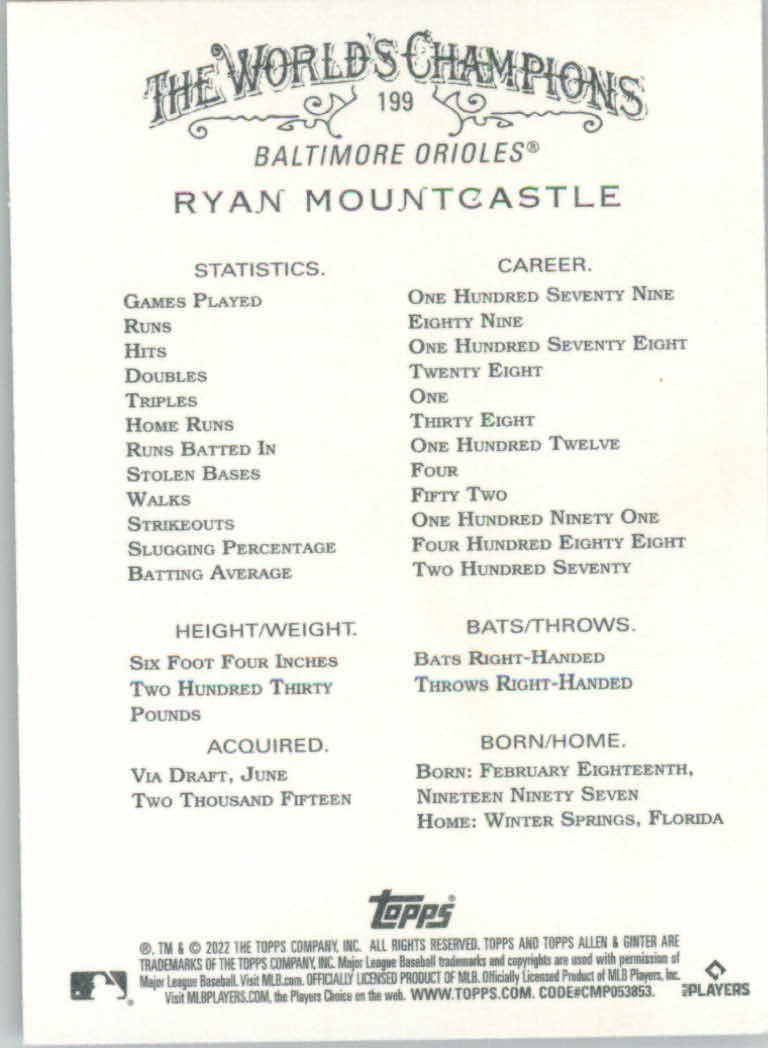 THE WORLD'S CHAMPIONS
199
BALTIMORE ORIOLES®
RYAN MOUNTCASTLE
STATISTICS.
GAMES PLAYED
RUNS
HITS
DOUBLES
TRIPLES
HOME RUNS
RUNS BATTED IN
STOLEN BASES
WALKS
STRIKEOUTS
SLUGGING PERCENTAGE
BATTING AVERAGE
CAREER.
ONE HUNDRED SEVENTY NINE
EIGHTY NINE
ONE HUNDRED SEVENTY EIGHT
TWENTY EIGHT
ONE
THIRTY EIGHT
ONE HUNDRED TWELVE
FOUR
FIFTY TWO
ONE HUNDRED NINETY ONE
FOUR HUNDRED EIGHTY EIGHT
TWO HUNDRED SEVENTY
HEIGHT/WEIGHT.
SIX FOOT FOUR INCHES
TWO HUNDRED THIRTY
POUNDS
BATS/THROWS.
BATS RIGHT-HANDED
THROWS RIGHT-HANDED
ACQUIRED.
VIA DRAFT, JUNE
TWO THOUSAND FIFTEEN
BORN/HOME.
BORN: FEBRUARY EIGHTEENTH,
NINETEEN NINETY SEVEN
HOME: WINTER SPRINGS, FLORIDA
topps®
®, TM & © 2022 THE TOPPS COMPANY, INC. ALL RIGHTS RESERVED. TOPPS AND TOPPS ALLEN & GINTER ARE
TRADEMARKS OF THE TOPPS COMPANY, INC. Major League Baseball trademarks and copyrights are used with permission of
Major League Baseball. Visit MLB.com. OFFICIALLY LICENSED PRODUCT OF MLB. Officially Licensed Product of MLB Players, Inc.
Visit MLBPLAYERS.COM, the Players Choice on the web. WWW.TOPPS.COM. CODE#CMP053853.
PLAYERS